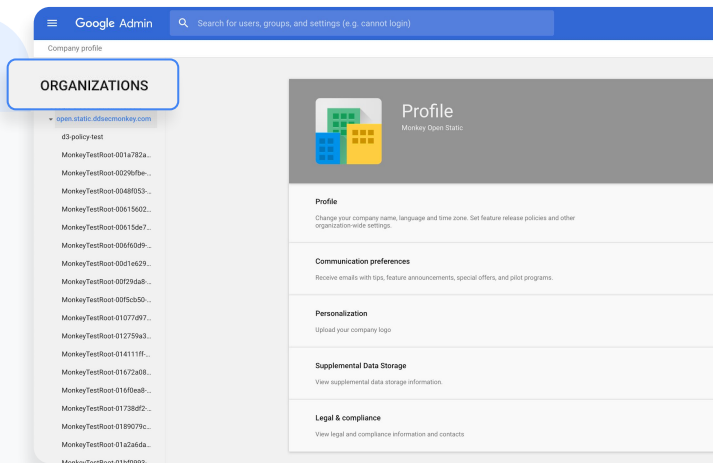 Google Admin
Search for users, groups, and settings (e.g. cannot login)
Company profile
ORGANIZATIONS
open.static.ddsecmonkey.com
d3-policy-test
MonkeyTestRoot-001a782a...
MonkeyTestRoot-0029bfbe-...
MonkeyTestRoot-0048f053-...
MonkeyTestRoot-00615602...
MonkeyTestRoot-00615de7...
MonkeyTestRoot-006f60d9-...
MonkeyTestRoot-00d1e629...
MonkeyTestRoot-00f29da8-...
MonkeyTestRoot-00f5cb50-...
MonkeyTestRoot-01077d97...
MonkeyTestRoot-012759a3...
MonkeyTestRoot-014111ff-...
MonkeyTestRoot-01672a08...
MonkeyTestRoot-016f0ea8-...
MonkeyTestRoot-01738df2-...
MonkeyTestRoot-0189079c...
MonkeyTestRoot-01a2a6da...
MonkeyTestRoot-01bf0993-...
Profile
Monkey Open Static
Profile
Change your company name, language and time zone. Set feature release policies and other
organization-wide settings.
Communication preferences
Receive emails with tips, feature announcements, special offers, and pilot programs.
Personalization
Upload your company logo
Supplemental Data Storage
View supplemental data storage information.
Legal & compliance
View legal and compliance information and contacts